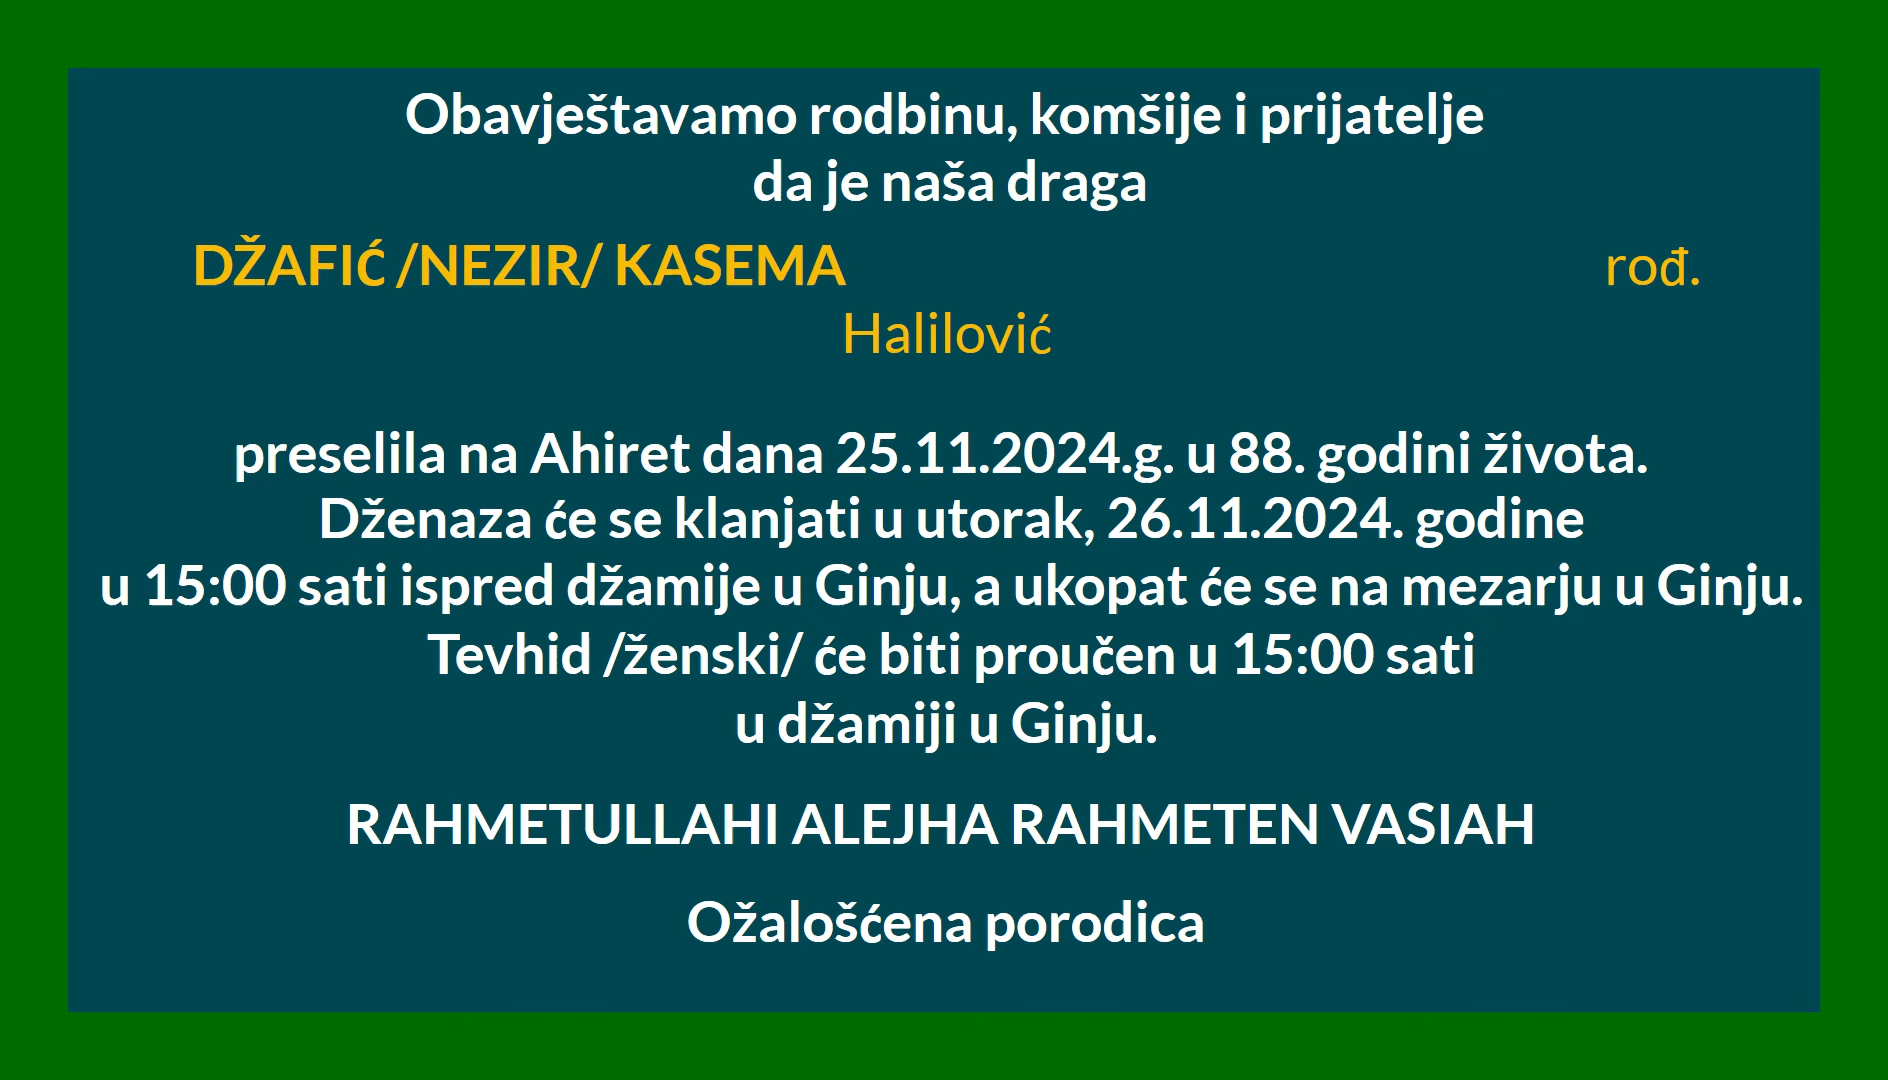 Obavještavamo rodbinu, komšije i prijatelje
da je naša draga
DŽAFIĆ /NEZIR/ KASEMA rođ.
Halilović
preselila na Ahiret dana 25.11.2024.g. u 88. godini života.
Dženaza će se klanjati u utorak, 26.11.2024. godine
u 15:00 sati ispred džamije u Ginju, a ukopat će se na mezarju u Ginju.
Tevhid /ženski/ će biti proučen u 15:00 sati
u džamiji u Ginju.
RAHMETULLAHI ALEJHA RAHMETEN VASIAH
Ožalošćena porodica